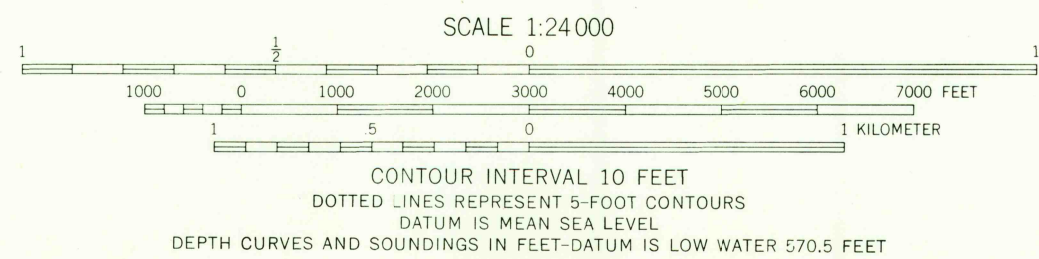 SCALE 1:24 000
1 1/2 0 1
1000 0 1000 2000 3000 4000 5000 6000 7000 FEET
1 .5 0 1 KILOMETER
CONTOUR INTERVAL 10 FEET
DOTTED LINES REPRESENT 5-FOOT CONTOURS
DATUM IS MEAN SEA LEVEL
DEPTH CURVES AND SOUNDINGS IN FEET-DATUM IS LOW WATER 570.5 FEET